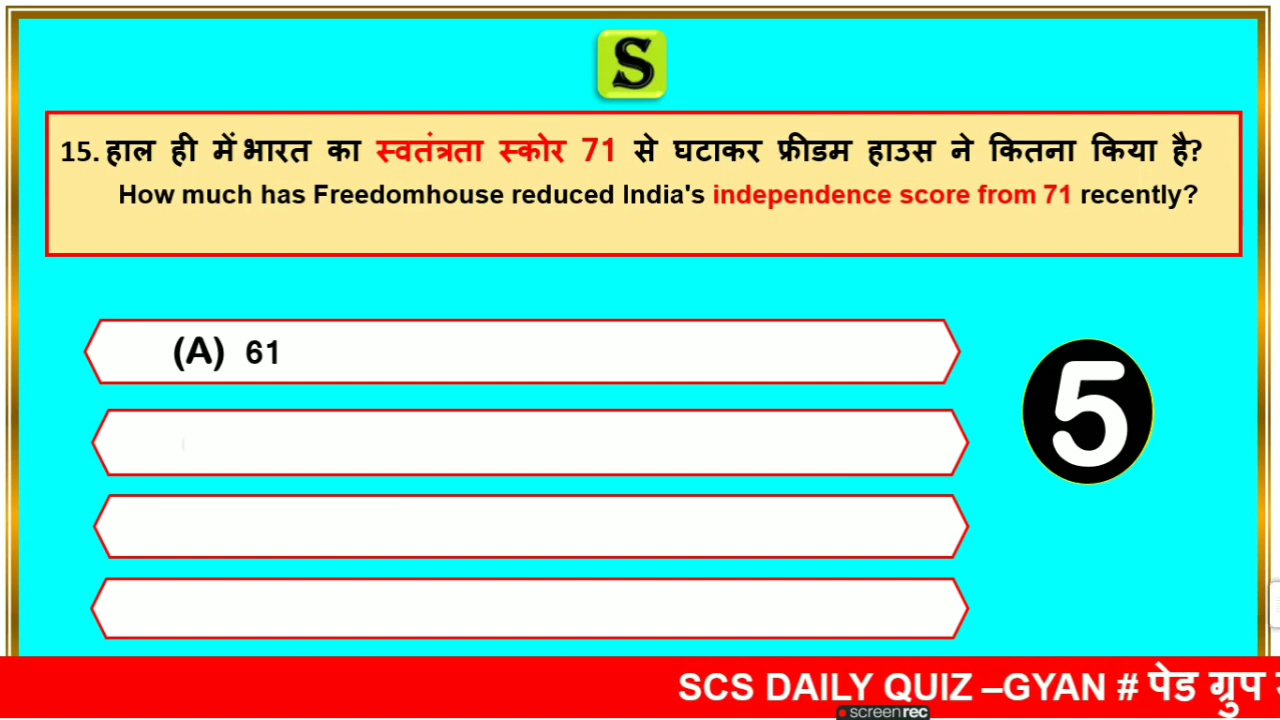 S
15. हाल ही में भारत का स्वतंत्रता स्कोर 71 से घटाकर फ्रीडम हाउस ने कितना किया है?
How much has Freedomhouse reduced India's independence score from 71 recently?
(A) 61
5
SCS DAILY QUIZ –GYAN # पेड ग्रुप
screenrec